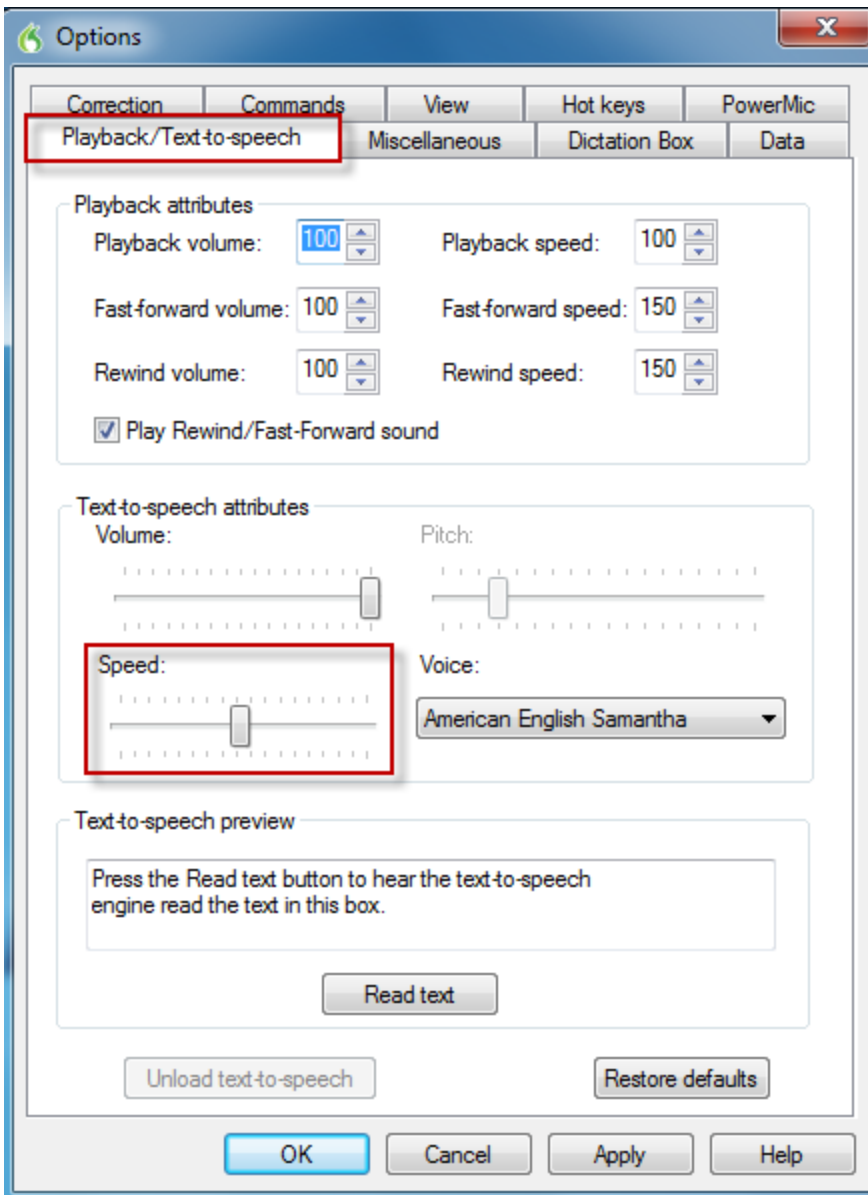 Options
Correction Commands View Hot keys PowerMic
Playback/Text-to-speech Miscellaneous Dictation Box Data
Playback attributes
Playback volume: 100 Playback speed: 100
Fast-forward volume: 100 Fast-forward speed: 150
Rewind volume: 100 Rewind speed: 150
Play Rewind/Fast-Forward sound
Text-to-speech attributes
Volume: Pitch:
Speed: Voice:
American English Samantha
Text-to-speech preview
Press the Read text button to hear the text-to-speech
engine read the text in this box.
Read text
Unload text-to-speech Restore defaults
OK Cancel Apply Help